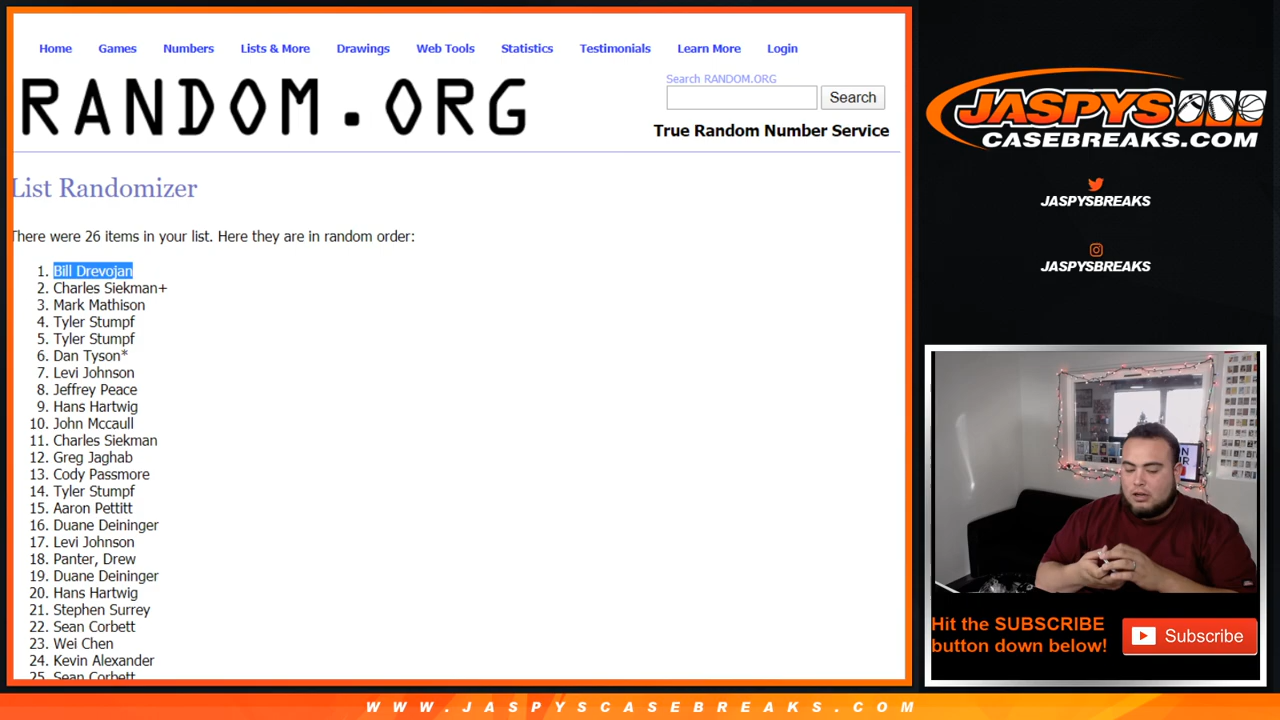 Home Games Numbers Lists & More Drawings Web Tools Statistics Testimonials Learn More Login
Search RANDOM.ORG
RANDOM.ORG
Search
True Random Number Service
List Randomizer
There were 26 items in your list. Here they are in random order:
1. Bill Drevojan
2. Charles Siekman+
3. Mark Mathison
4. Tyler Stumpf
5. Tyler Stumpf
6. Dan Tyson*
7. Levi Johnson
8. Jeffrey Peace
9. Hans Hartwig
10. John Mccaull
11. Charles Siekman
12. Greg Jaghab
13. Cody Passmore
14. Tyler Stumpf
15. Aaron Pettitt
16. Duane Deininger
17. Levi Johnson
18. Panter, Drew
19. Duane Deininger
20. Hans Hartwig
21. Stephen Surrey
22. Sean Corbett
23. Wei Chen
24. Kevin Alexander
25. Sean Corbett
JASPYS
CASEBREAKS.COM
JASPYSBREAKS
JASPYSBREAKS
Hit the SUBSCRIBE
button down below!
Subscribe
WWW.JASPYSCASEBREAKS.COM